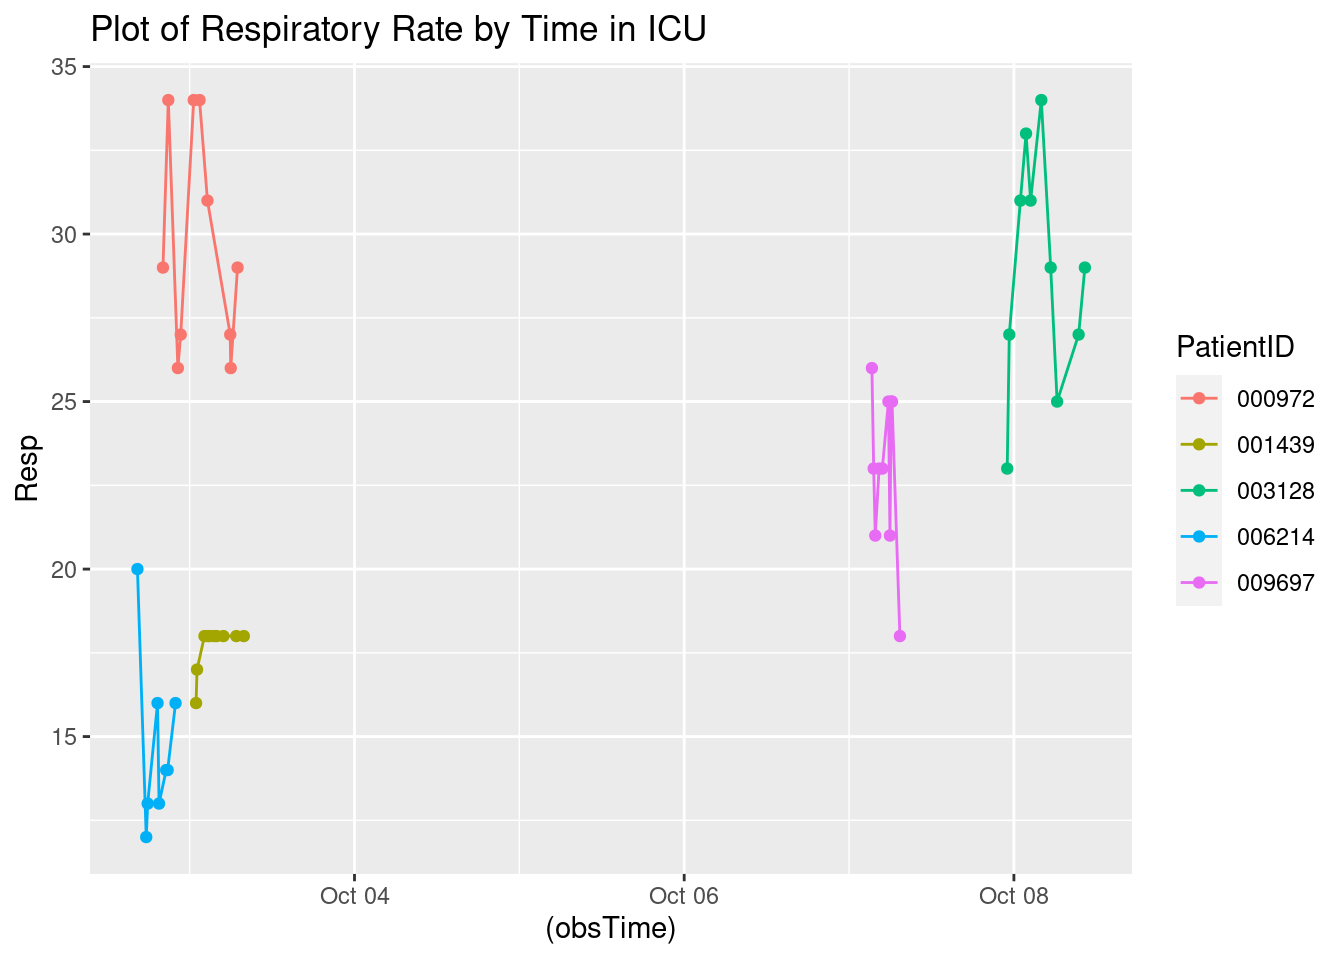 Plot of Respiratory Rate by Time in ICU
35
30
25
20
15
Resp
Oct 04
Oct 06
Oct 08
(obsTime)
PatientID
000972
001439
003128
006214
009697